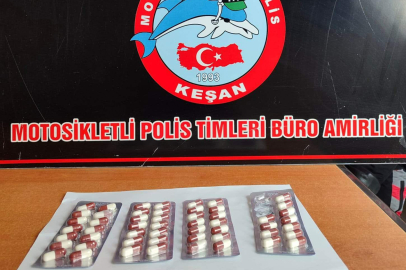 MO
LİS
1993
KEŞAN
MOTOSİKLETLİ POLİS TİMLERİ BÜRO AMİRLİĞİ